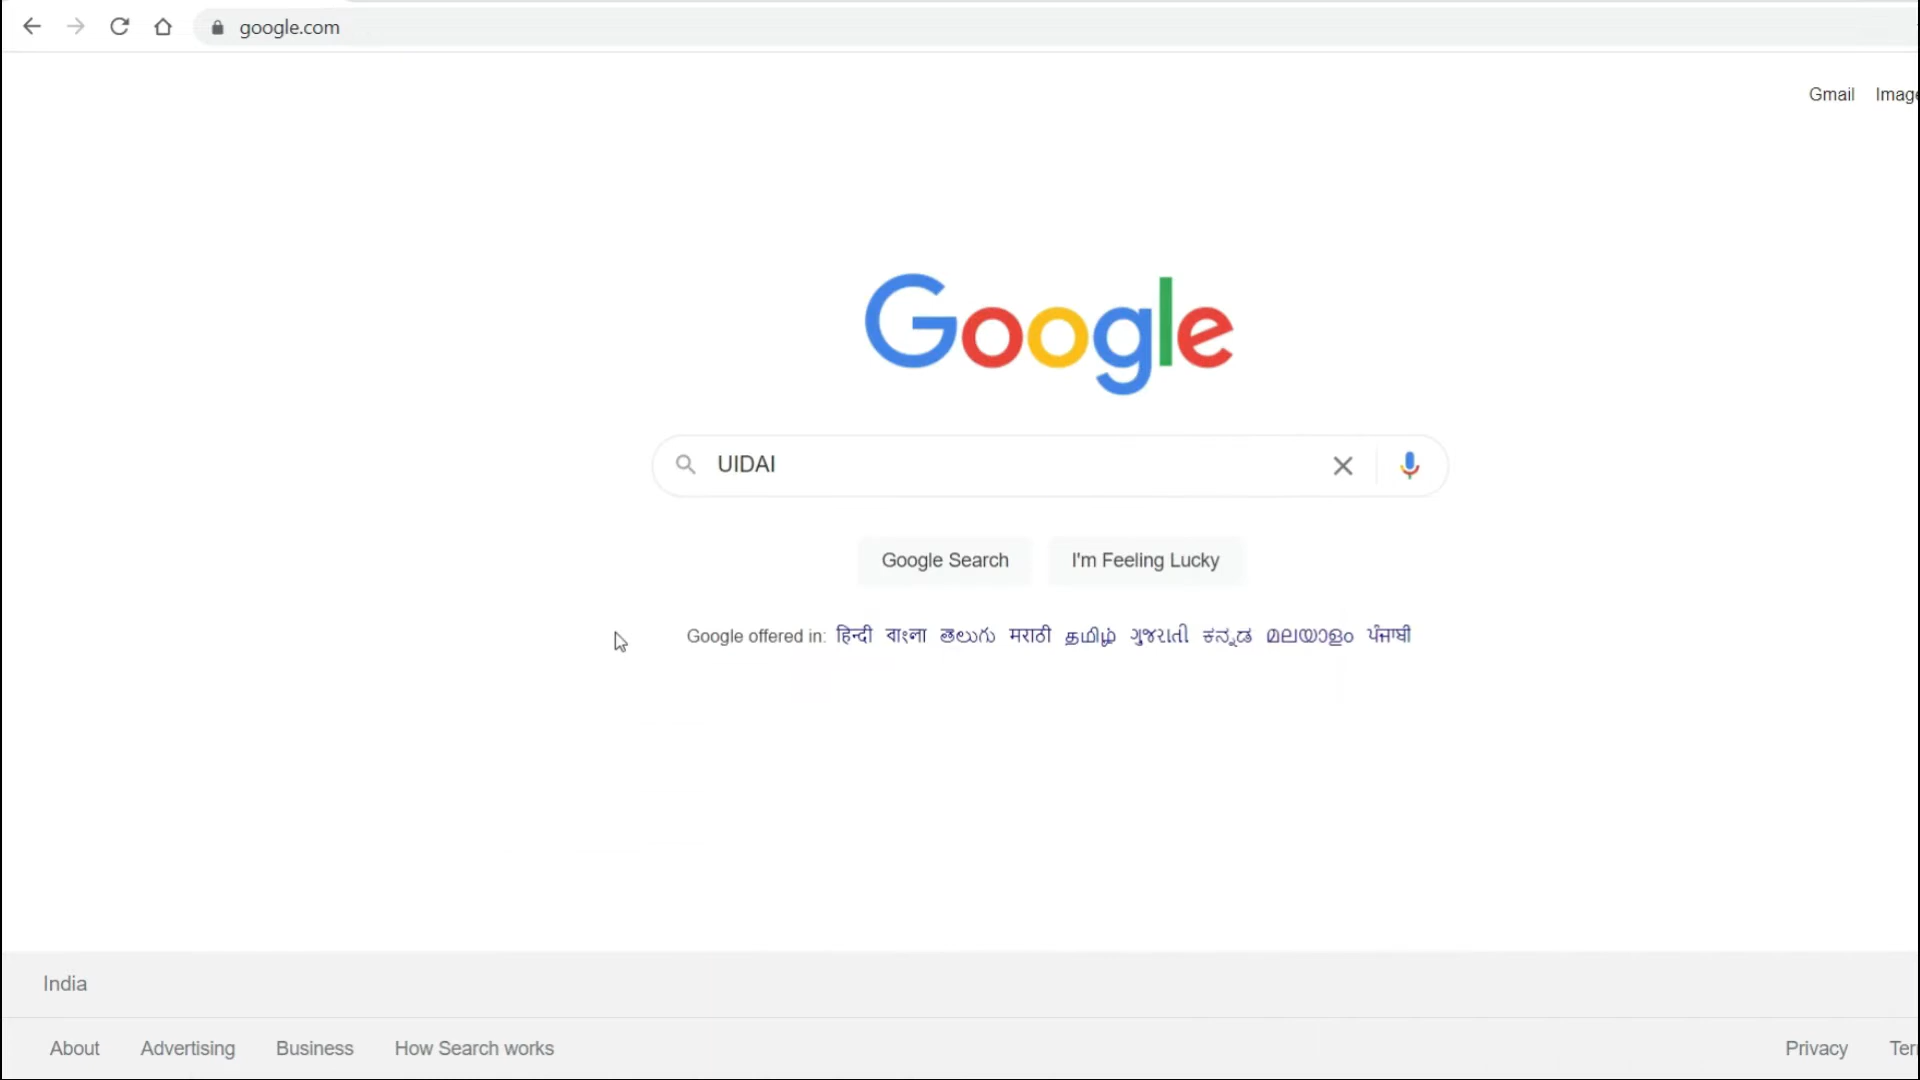 google.com
Gmail Image
Google
UIDAI
Google Search I'm Feeling Lucky
Google offered in: हिन्दी বাংলা తెలుగు मराठी தமிழ் ગુજરાતી ಕನ್ನಡ മലയാളം ਪੰਜਾਬੀ
India
About Advertising Business How Search works Privacy Ter